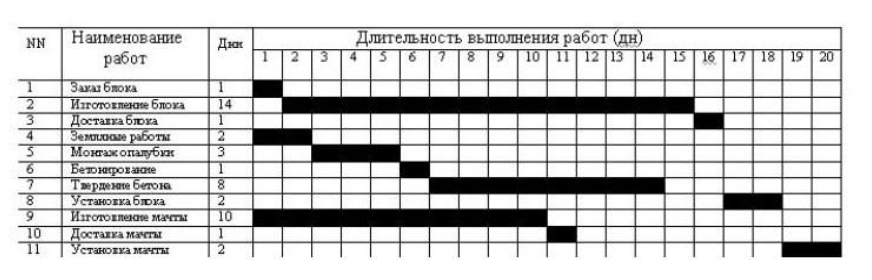 NN Наименование работ Дни Длительность выполнения работ (дн)
1 2 3 4 5 6 7 8 9 10 11 12 13 14 15 16 17 18 19 20
1 Заказ блока 1
2 Изготовление блока 14
3 Доставка блока 1
4 Земляные работы 2
5 Монтаж опалубки 3
6 Бетонирование 1
7 Твердение бетона 8
8 Установка блока 2
9 Изготовление мачты 10
10 Доставка мачты 1
11 Установка мачты 2